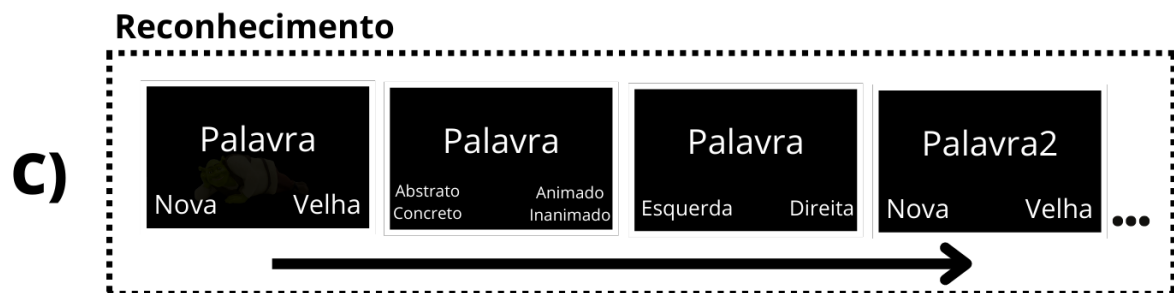 Reconhecimento
C)
Palavra
Nova Velha
Palavra
Abstrato Concreto
Animado Inanimado
Palavra
Esquerda Direita
Palavra2
Nova Velha
...